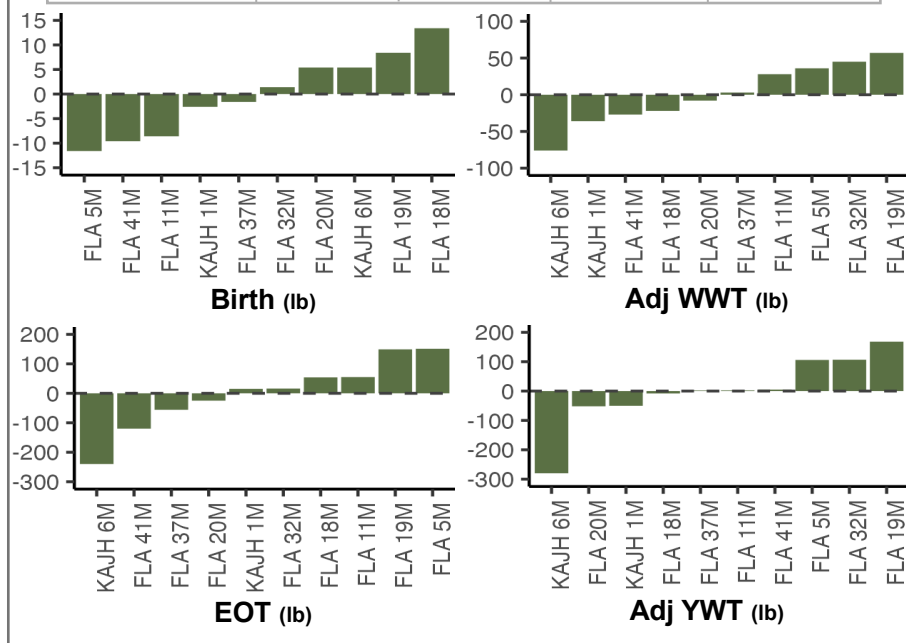 15
10
5
0
-5
-10
-15
FLA 5M
FLA 41M
FLA 11M
KAJH 1M
FLA 37M
FLA 32M
FLA 20M
KAJH 6M
FLA 19M
FLA 18M
Birth (lb)
100
50
0
-50
-100
KAJH 6M
KAJH 1M
FLA 41M
FLA 18M
FLA 20M
FLA 37M
FLA 11M
FLA 5M
FLA 32M
FLA 19M
Adj WWT (lb)
200
100
0
-100
-200
-300
KAJH 6M
FLA 41M
FLA 37M
FLA 20M
KAJH 1M
FLA 32M
FLA 18M
FLA 11M
FLA 19M
FLA 5M
EOT (lb)
200
100
0
-100
-200
-300
KAJH 6M
FLA 20M
KAJH 1M
FLA 18M
FLA 37M
FLA 11M
FLA 41M
FLA 5M
FLA 32M
FLA 19M
Adj YWT (lb)